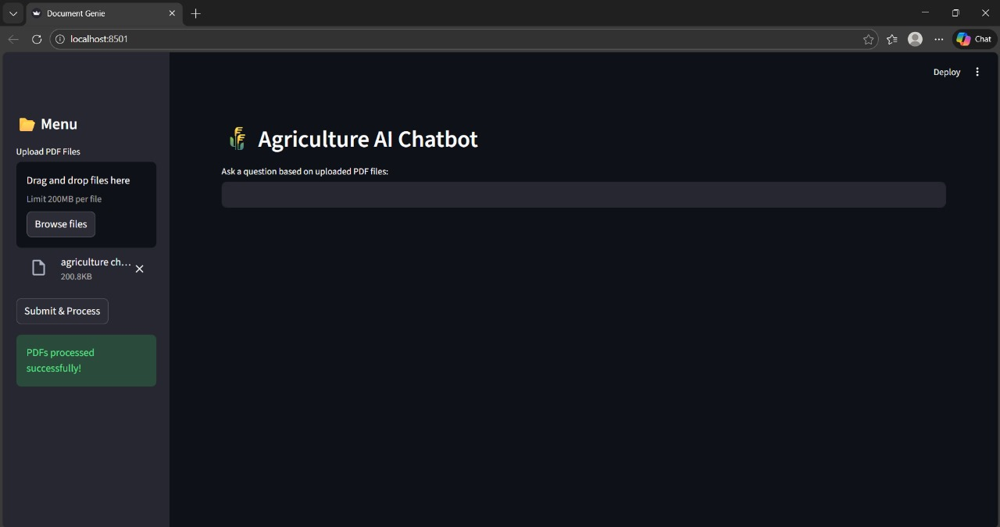 Document Genie
localhost:8501
Chat
Deploy
Menu
Upload PDF Files
Drag and drop files here
Limit 200MB per file
Browse files
agriculture ch...
200.8KB
Submit & Process
PDFs processed
successfully!
Agriculture AI Chatbot
Ask a question based on uploaded PDF files: